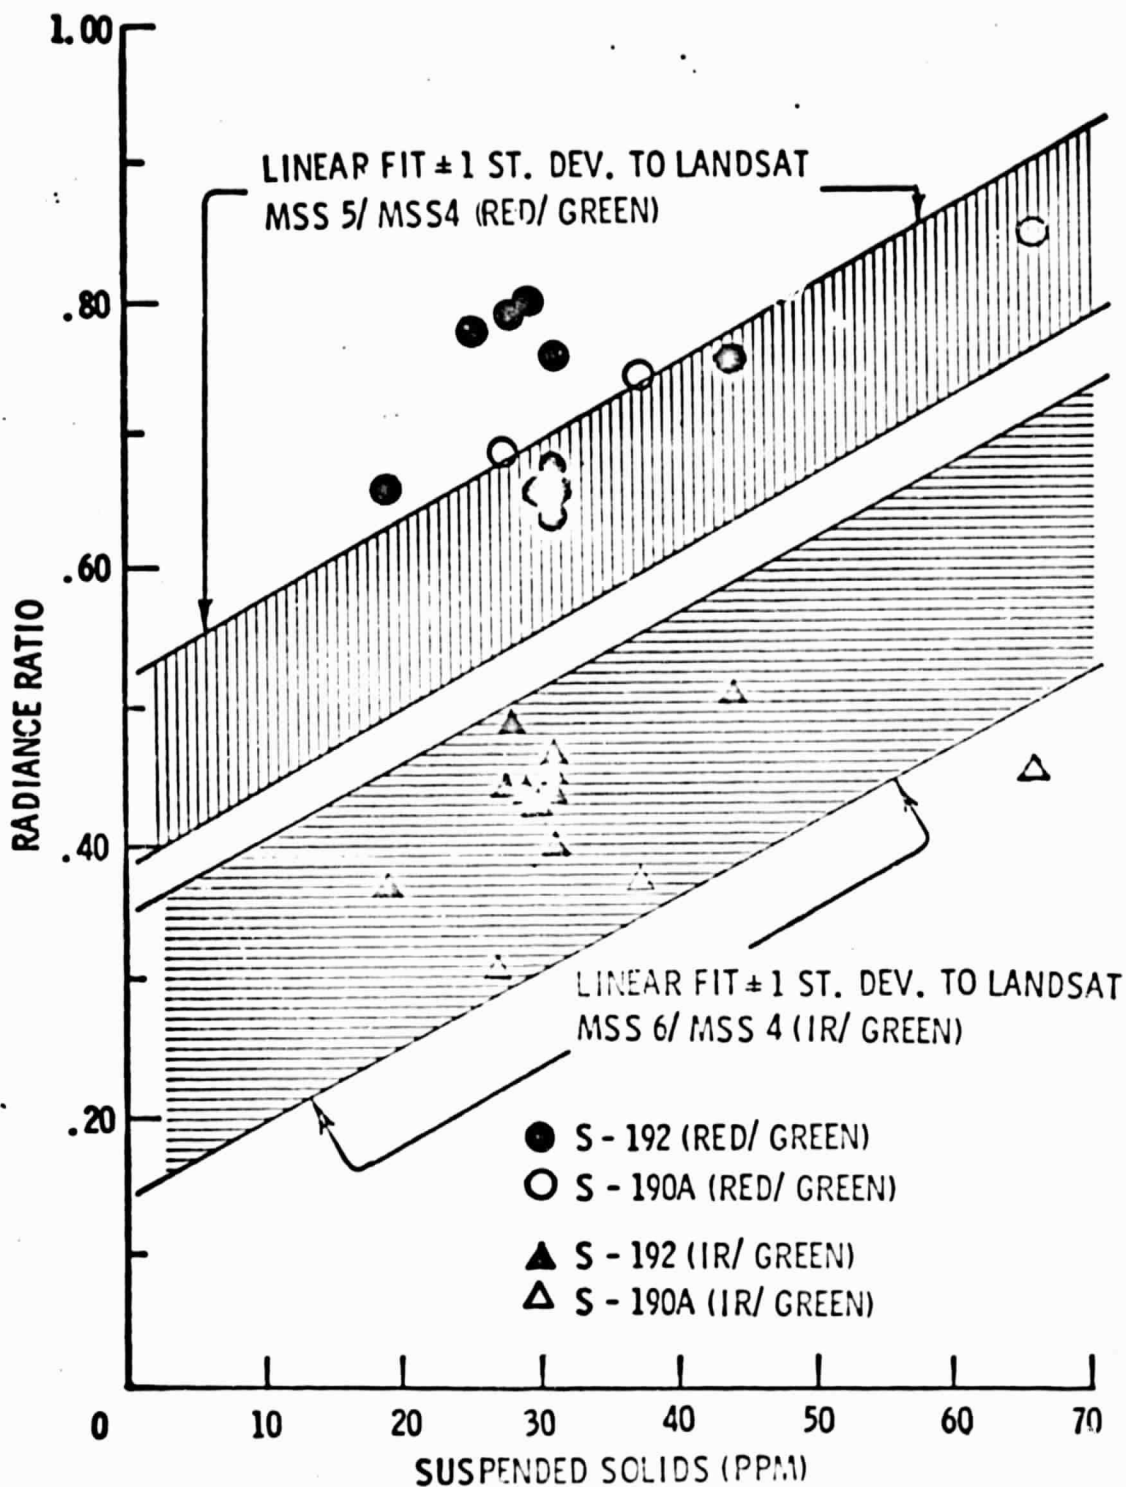 1.00
LINEAR FIT ± 1 ST. DEV. TO LANDSAT
MSS 5/ MSS4 (RED/ GREEN)
.80
.60
RADIANCE RATIO
.40
LINEAR FIT ± 1 ST. DEV. TO LANDSAT
MSS 6/ MSS 4 (IR/ GREEN)
.20
S - 192 (RED/ GREEN)
S - 190A (RED/ GREEN)
S - 192 (IR/ GREEN)
S - 190A (IR/ GREEN)
0 10 20 30 40 50 60 70
SUSPENDED SOLIDS (PPM)